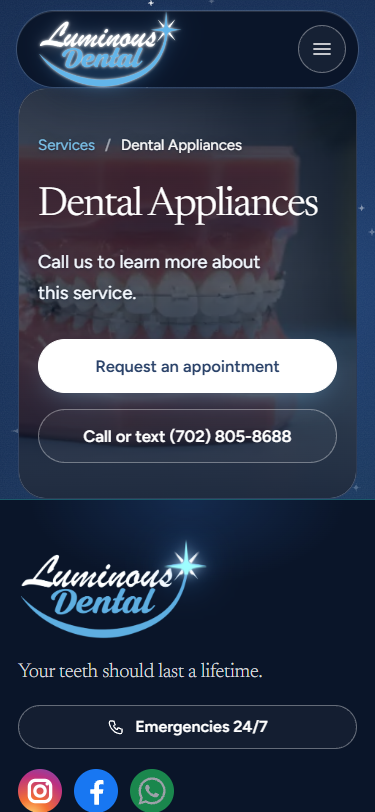 Luminous
Dental
Services / Dental Appliances
Dental Appliances
Call us to learn more about
this service.
Request an appointment
Call or text (702) 805-8688
Luminous
Dental
Your teeth should last a lifetime.
Emergencies 24/7